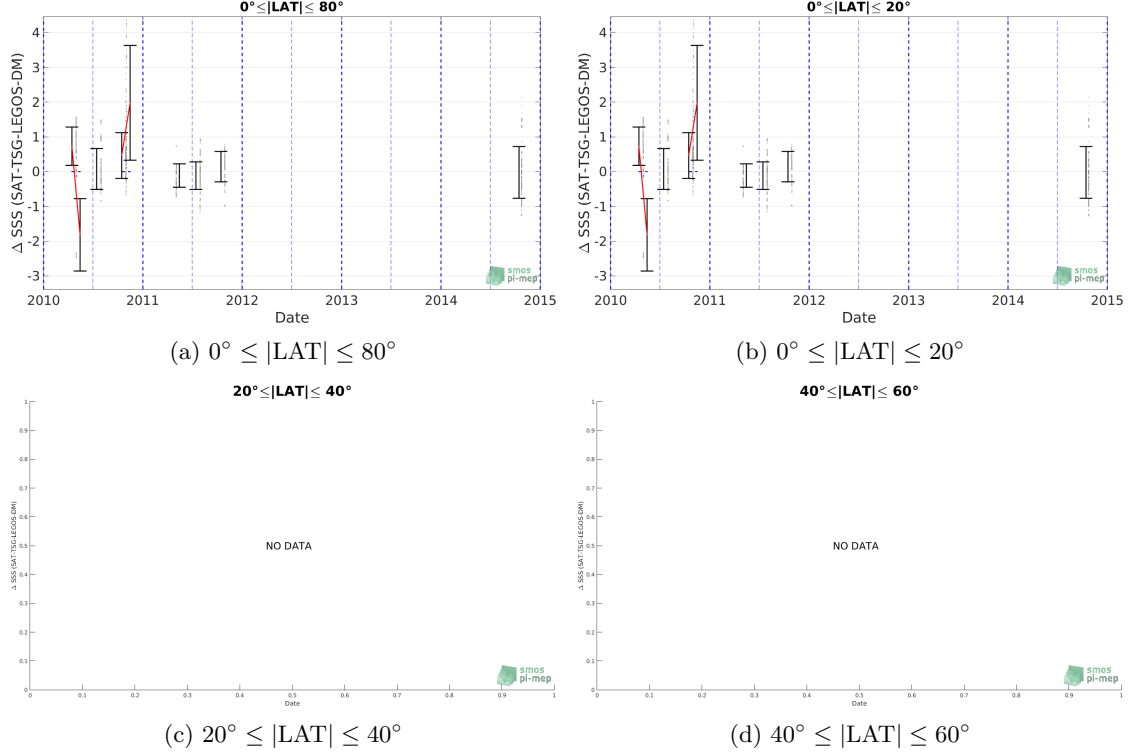 0°≤|LAT|≤ 80°
Δ SSS (SAT-TSG-LEGOS-DM)
4
3
2
1
0
-1
-2
-3
2010 2011 2012 2013 2014 2015
Date
smos
pi-mep
(a) 0° ≤ |LAT| ≤ 80°
0°≤|LAT|≤ 20°
Δ SSS (SAT-TSG-LEGOS-DM)
4
3
2
1
0
-1
-2
-3
2010 2011 2012 2013 2014 2015
Date
smos
pi-mep
(b) 0° ≤ |LAT| ≤ 20°
20°≤|LAT|≤ 40°
Δ SSS (SAT-TSG-LEGOS-DM)
1
0.9
0.8
0.7
0.6
0.5
0.4
0.3
0.2
0.1
0
NO DATA
0 0.1 0.2 0.3 0.4 0.5 0.6 0.7 0.8 0.9 1
Date
smos
pi-mep
(c) 20° ≤ |LAT| ≤ 40°
40°≤|LAT|≤ 60°
Δ SSS (SAT-TSG-LEGOS-DM)
1
0.9
0.8
0.7
0.6
0.5
0.4
0.3
0.2
0.1
0
NO DATA
0 0.1 0.2 0.3 0.4 0.5 0.6 0.7 0.8 0.9 1
Date
smos
pi-mep
(d) 40° ≤ |LAT| ≤ 60°